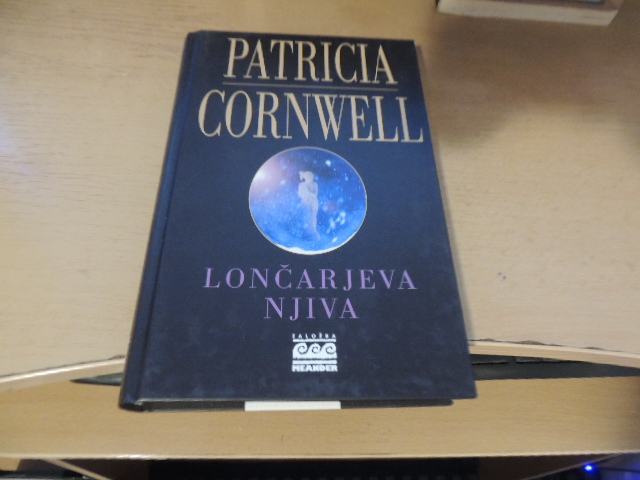 PATRICIA
CORNWELL
LONČARJEVA
NJIVA
ZALOŽBA
MEANDER